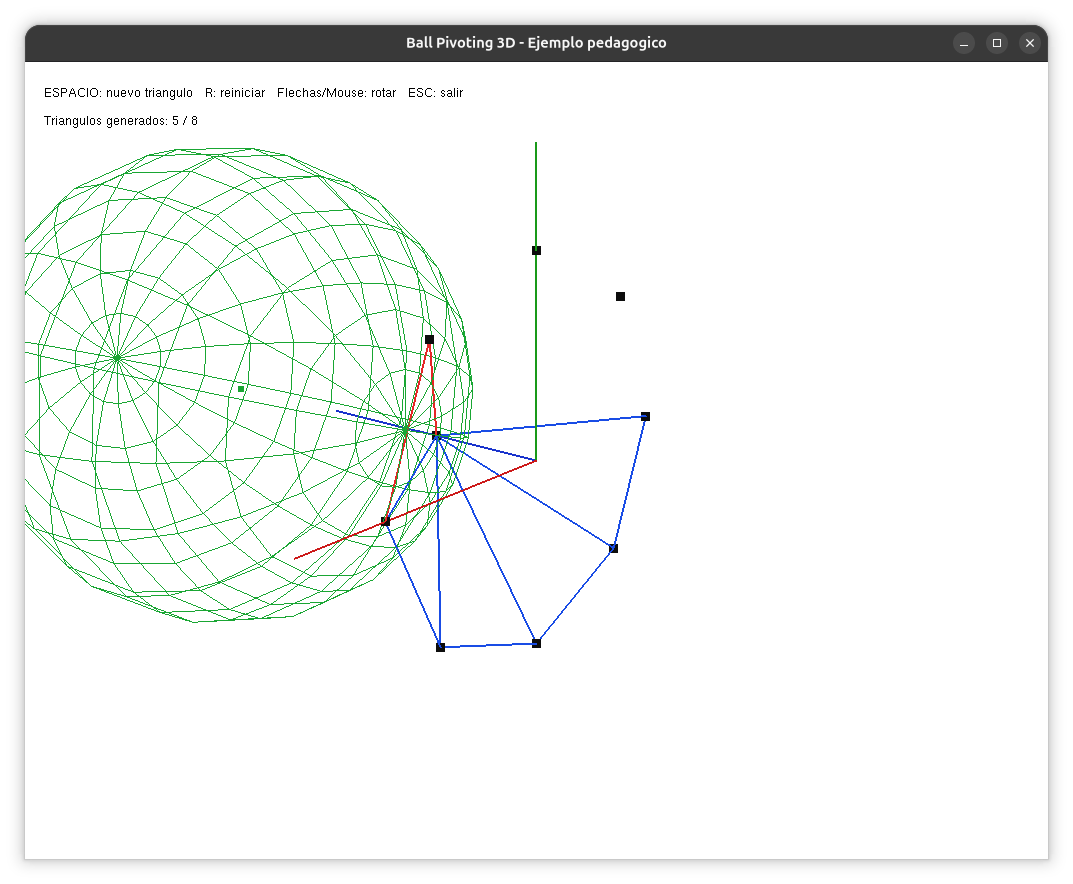 Ball Pivoting 3D - Ejemplo pedagogico
ESPACIO: nuevo triangulo R: reiniciar Flechas/Mouse: rotar ESC: salir
Triangulos generados: 5 / 8